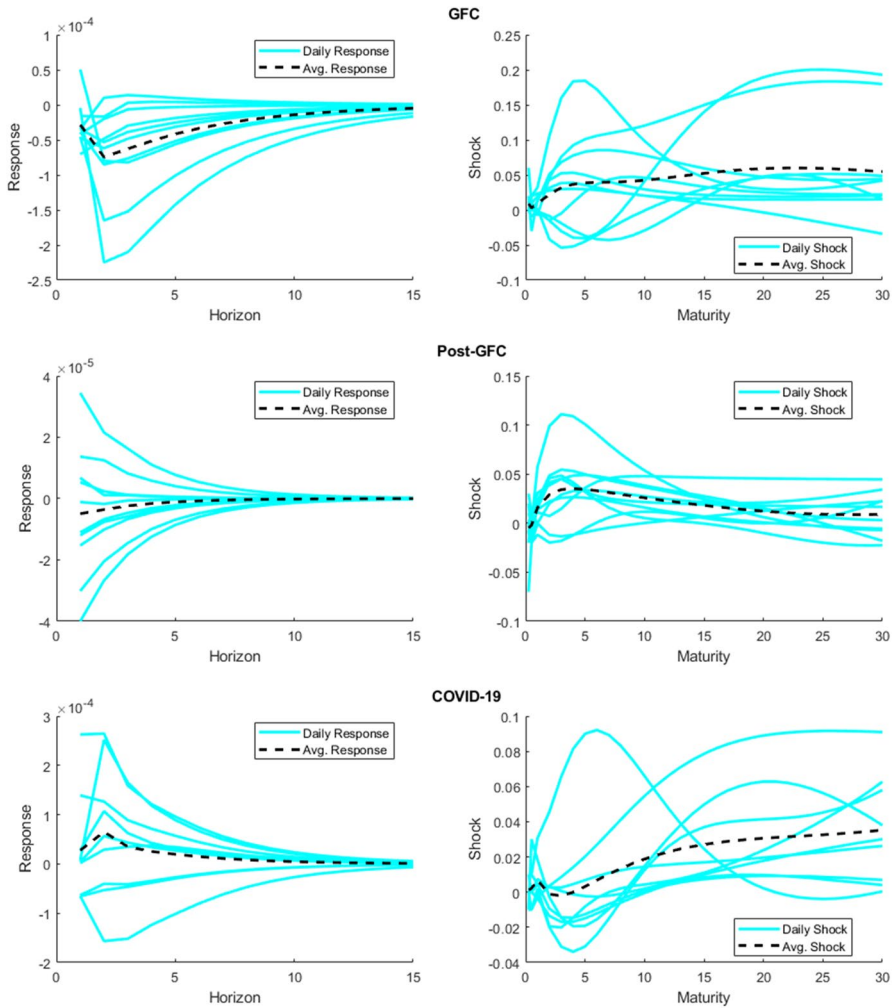 GFC
×10⁻⁴
1
0.5
0
-0.5
-1
-1.5
-2
-2.5
Response
0 5 10 15
Horizon
Daily Response
Avg. Response
0.25
0.2
0.15
0.1
0.05
0
-0.05
-0.1
Shock
0 5 10 15 20 25 30
Maturity
Daily Shock
Avg. Shock
Post-GFC
×10⁻⁵
4
2
0
-2
-4
Response
0 5 10 15
Horizon
Daily Response
Avg. Response
0.15
0.1
0.05
0
-0.05
-0.1
Shock
0 5 10 15 20 25 30
Maturity
Daily Shock
Avg. Shock
COVID-19
×10⁻⁴
3
2
1
0
-1
-2
Response
0 5 10 15
Horizon
Daily Response
Avg. Response
0.1
0.08
0.06
0.04
0.02
0
-0.02
-0.04
Shock
0 5 10 15 20 25 30
Maturity
Daily Shock
Avg. Shock